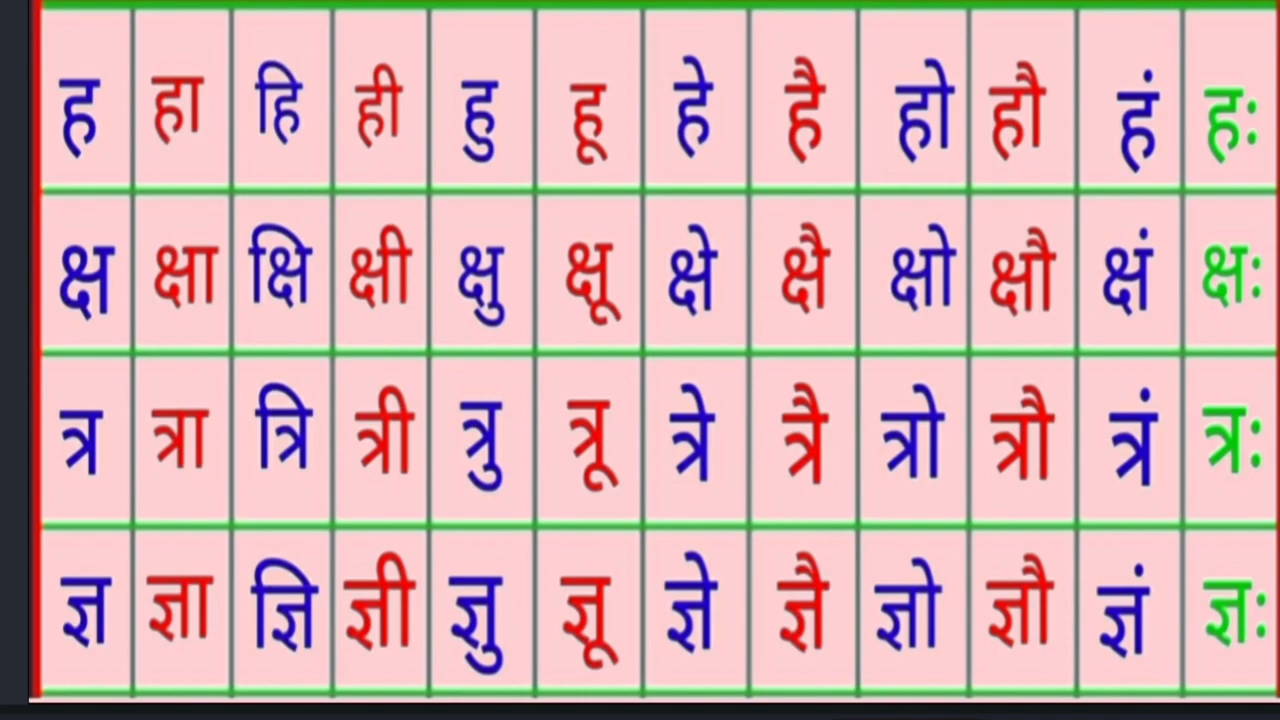 ह हा हि ही हु हू हे है हो हौ हं हः
क्ष क्षा क्षि क्षी क्षु क्षू क्षे क्षै क्षो क्षौ क्षं क्षः
त्र त्रा त्रि त्री त्रु त्रू त्रे त्रै त्रो त्रौ त्रं त्रः
ज्ञ ज्ञा ज्ञि ज्ञी ज्ञु ज्ञू ज्ञे ज्ञै ज्ञो ज्ञौ ज्ञं ज्ञः